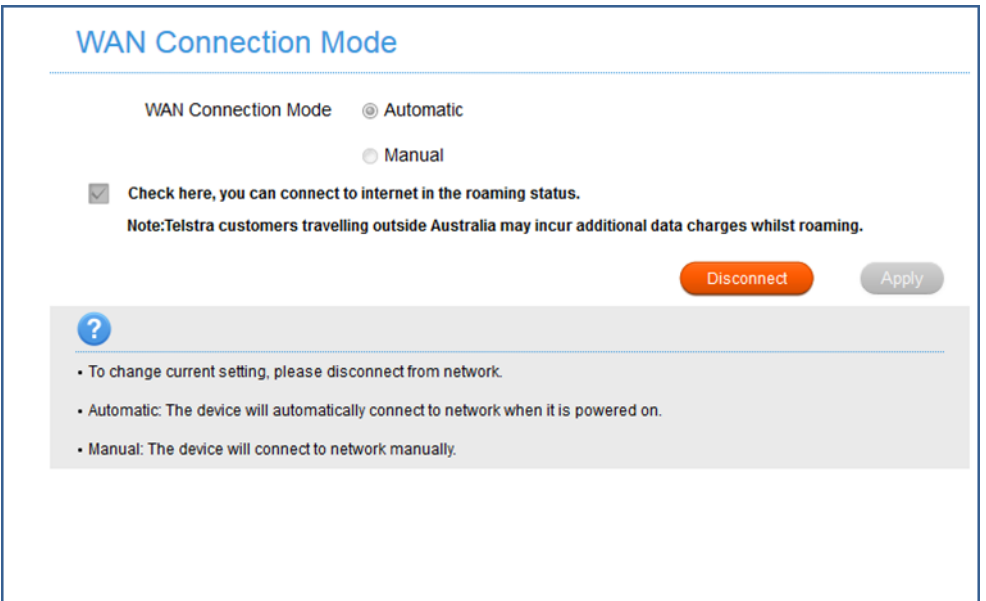 WAN Connection Mode
WAN Connection Mode Automatic
Manual
Check here, you can connect to internet in the roaming status.
Note:Telstra customers travelling outside Australia may incur additional data charges whilst roaming.
Disconnect Apply
?
▪ To change current setting, please disconnect from network.
▪ Automatic: The device will automatically connect to network when it is powered on.
▪ Manual: The device will connect to network manually.